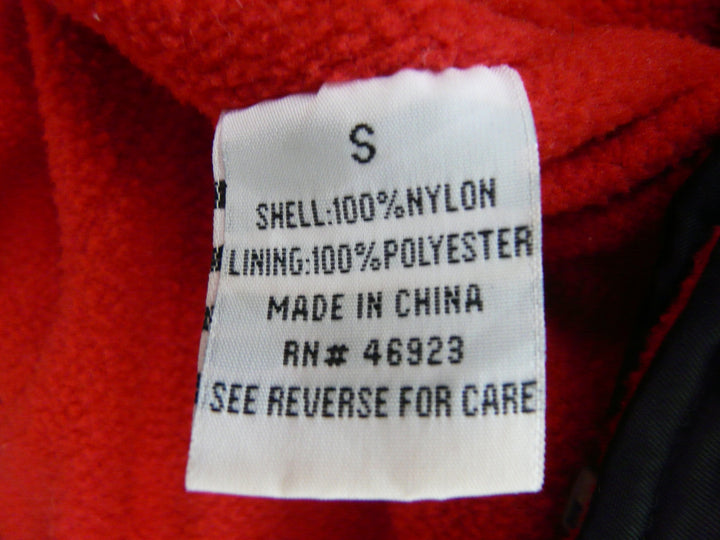 S
SHELL:100%NYLON
LINING:100%POLYESTER
MADE IN CHINA
RN# 46923
SEE REVERSE FOR CARE